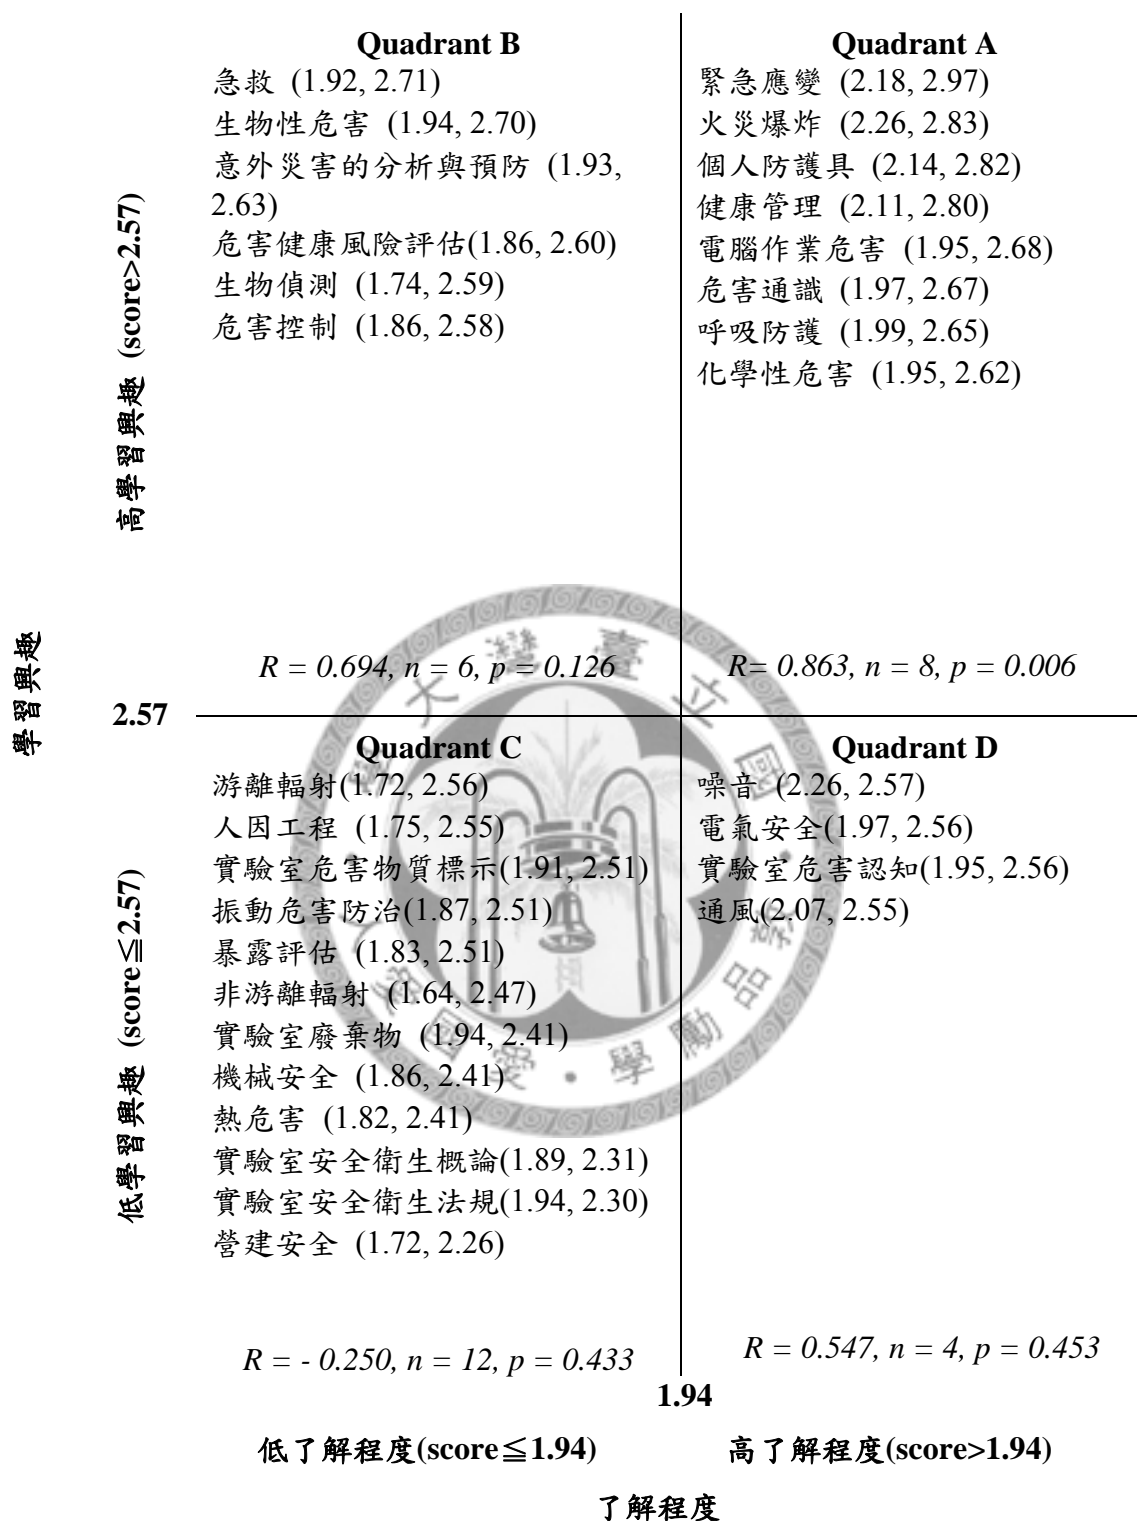 Quadrant B
急救 (1.92, 2.71)
生物性危害 (1.94, 2.70)
意外災害的分析與預防 (1.93,
2.63)
危害健康風險評估(1.86, 2.60)
生物偵測 (1.74, 2.59)
危害控制 (1.86, 2.58)
R = 0.694, n = 6, p = 0.126
Quadrant A
緊急應變 (2.18, 2.97)
火災爆炸 (2.26, 2.83)
個人防護具 (2.14, 2.82)
健康管理 (2.11, 2.80)
電腦作業危害 (1.95, 2.68)
危害通識 (1.97, 2.67)
呼吸防護 (1.99, 2.65)
化學性危害 (1.95, 2.62)
R= 0.863, n = 8, p = 0.006
高學習興趣 (score>2.57)
學習興趣
2.57
低學習興趣 (score≦2.57)
Quadrant C
游離輻射(1.72, 2.56)
人因工程 (1.75, 2.55)
實驗室危害物質標示(1.91, 2.51)
振動危害防治(1.87, 2.51)
暴露評估 (1.83, 2.51)
非游離輻射 (1.64, 2.47)
實驗室廢棄物 (1.94, 2.41)
機械安全 (1.86, 2.41)
熱危害 (1.82, 2.41)
實驗室安全衛生概論(1.89, 2.31)
實驗室安全衛生法規(1.94, 2.30)
營建安全 (1.72, 2.26)
R = - 0.250, n = 12, p = 0.433
Quadrant D
噪音 (2.26, 2.57)
電氣安全(1.97, 2.56)
實驗室危害認知(1.95, 2.56)
通風(2.07, 2.55)
R = 0.547, n = 4, p = 0.453
1.94
低了解程度(score≦1.94)
高了解程度(score>1.94)
了解程度